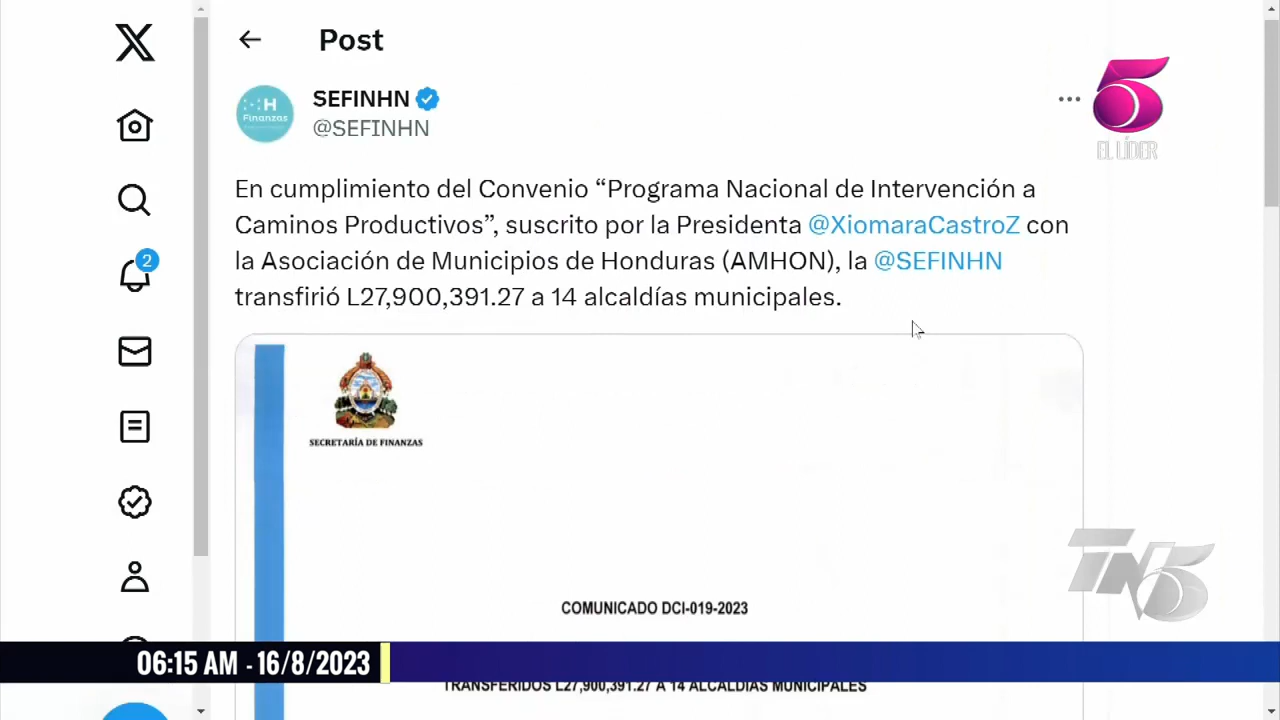 Post
SEFINHN
@SEFINHN
H
Finanzas
5
EL LÍDER
En cumplimiento del Convenio “Programa Nacional de Intervención a
Caminos Productivos”, suscrito por la Presidenta @XiomaraCastroZ con
la Asociación de Municipios de Honduras (AMHON), la @SEFINHN
transfirió L27,900,391.27 a 14 alcaldías municipales.
2
SECRETARÍA DE FINANZAS
TN5
COMUNICADO DCI-019-2023
06:15 AM - 16/8/2023
TRANSFERIDOS L27,900,391.27 A 14 ALCALDÍAS MUNICIPALES